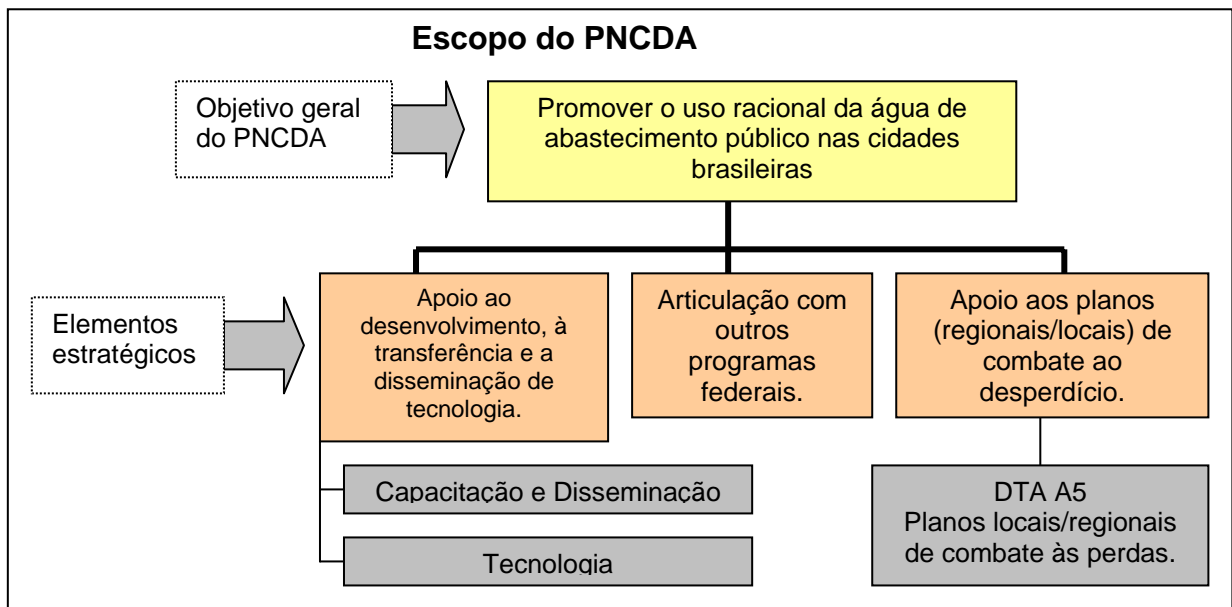 Escopo do PNCDA
Objetivo geral
do PNCDA
Promover o uso racional da água de
abastecimento público nas cidades
brasileiras
Elementos
estratégicos
Apoio ao
desenvolvimento, à
transferência e a
disseminação de
tecnologia.
Articulação com
outros
programas
federais.
Apoio aos planos
(regionais/locais) de
combate ao
desperdício.
Capacitação e Disseminação
Tecnologia
DTA A5
Planos locais/regionais
de combate às perdas.